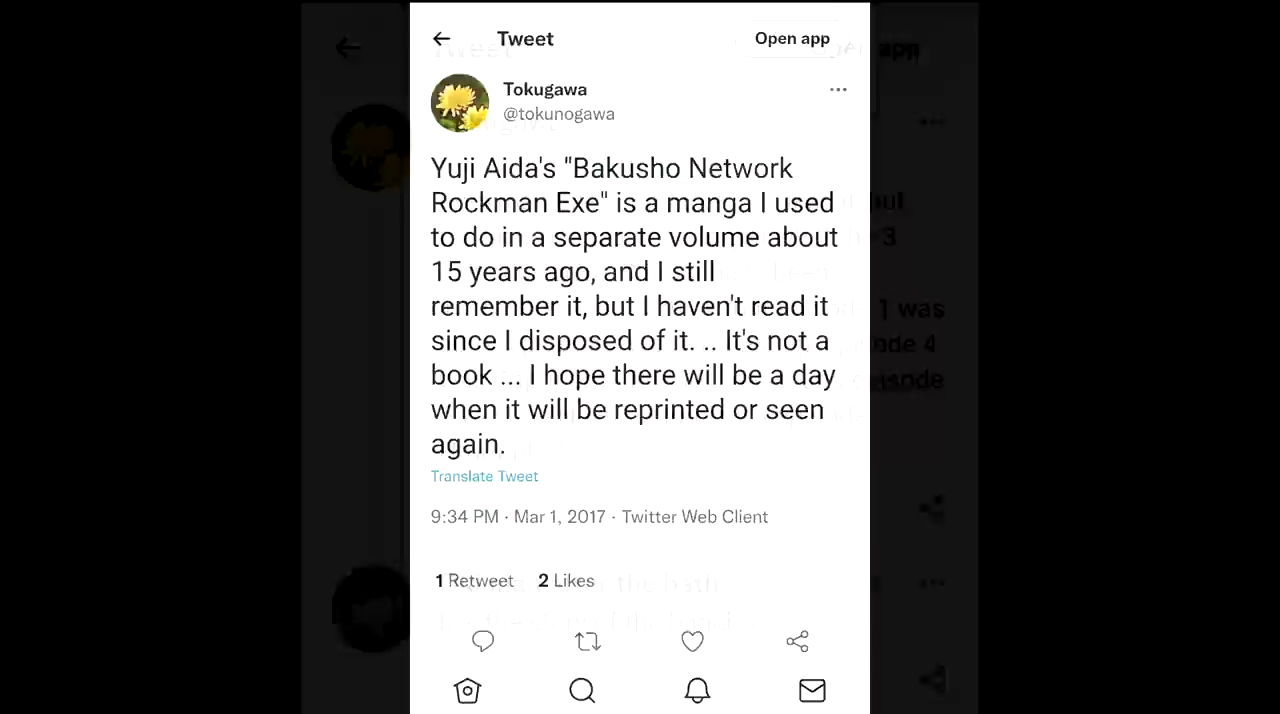 Tweet
Open app
Tokugawa
@tokunogawa
Yuji Aida's "Bakusho Network
Rockman Exe" is a manga I used
to do in a separate volume about
15 years ago, and I still
remember it, but I haven't read it
since I disposed of it. .. It's not a
book ... I hope there will be a day
when it will be reprinted or seen
again.
Translate Tweet
9:34 PM · Mar 1, 2017 · Twitter Web Client
1 Retweet 2 Likes